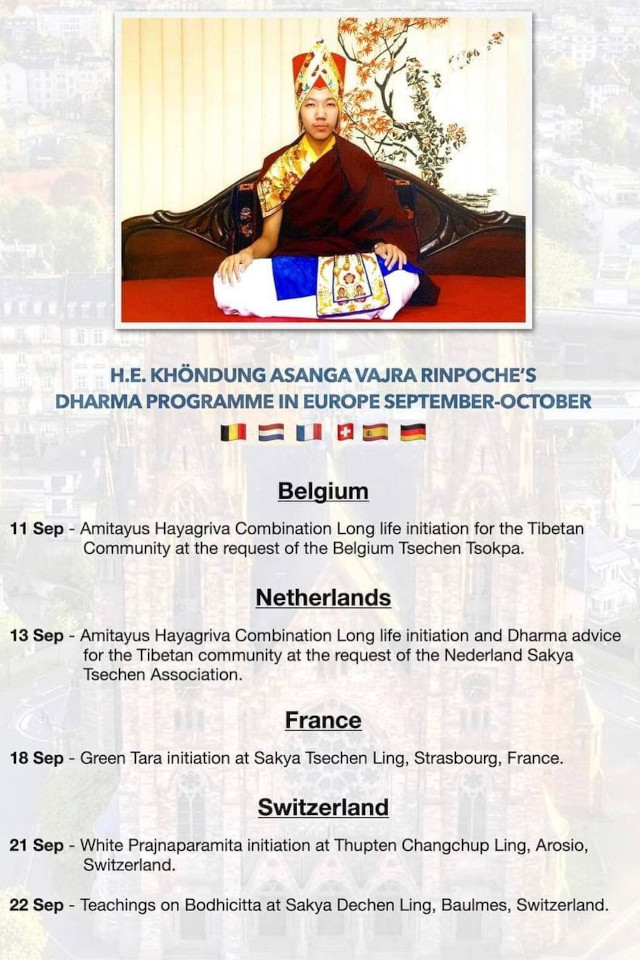 H.E. KHÖNDUNG ASANGA VAJRA RINPOCHE'S
DHARMA PROGRAMME IN EUROPE SEPTEMBER-OCTOBER
Belgium
11 Sep - Amitayus Hayagriva Combination Long life initiation for the Tibetan
Community at the request of the Belgium Tsechen Tsokpa.
Netherlands
13 Sep - Amitayus Hayagriva Combination Long life initiation and Dharma advice
for the Tibetan community at the request of the Nederland Sakya
Tsechen Association.
France
18 Sep - Green Tara initiation at Sakya Tsechen Ling, Strasbourg, France.
Switzerland
21 Sep - White Prajnaparamita initiation at Thupten Changchup Ling, Arosio,
Switzerland.
22 Sep - Teachings on Bodhicitta at Sakya Dechen Ling, Baulmes, Switzerland.